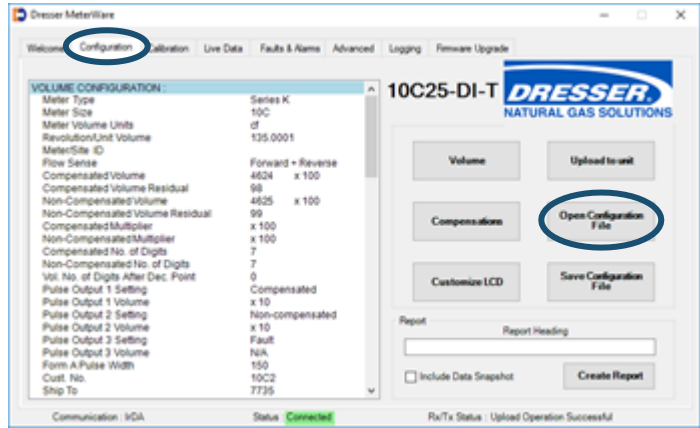 Dresser MeterWare
Welcome Configuration Calibration Live Data Faults & Alarms Advanced Logging Firmware Upgrade
VOLUME CONFIGURATION :
Meter Type Series K
Meter Size 10C
Meter Volume Units cf
Revolution/Unit Volume 135.0001
Meter/Site ID
Flow Sense Forward + Reverse
Compensated Volume 4624 x 100
Compensated Volume Residual 98
Non-Compensated Volume 4625 x 100
Non-Compensated Volume Residual 99
Compensated Multiplier x 100
Non-Compensated Multiplier x 100
Compensated No. of Digits 7
Non-Compensated No. of Digits 7
Vol. No. of Digits After Dec. Point 0
Pulse Output 1 Setting Compensated
Pulse Output 1 Volume x 10
Pulse Output 2 Setting Non-compensated
Pulse Output 2 Volume x 10
Pulse Output 3 Setting Fault
Pulse Output 3 Volume N/A
Form A Pulse Width 150
Cust. No. 10C2
Ship To 7735
10C25-DI-T
DRESSER.
NATURAL GAS SOLUTIONS
Volume Upload to unit
Compensations Open Configuration
File
Customize LCD Save Configuration
File
Report
Report Heading
Include Data Snapshot Create Report
Communication : IrDA Status : Connected Rx/Tx Status : Upload Operation Successful